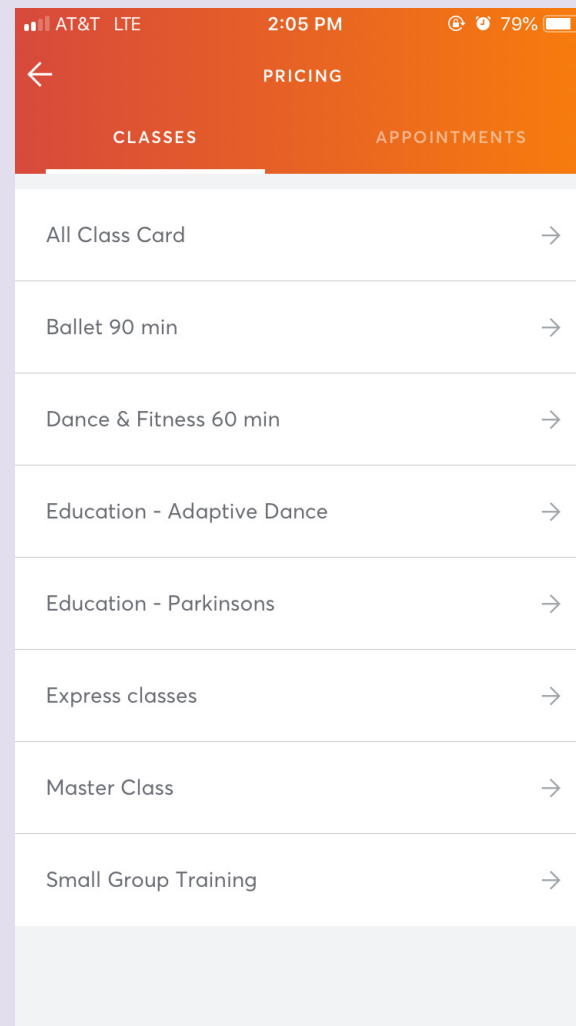 AT&T LTE 2:05 PM 79%
PRICING
CLASSES APPOINTMENTS
All Class Card
Ballet 90 min
Dance & Fitness 60 min
Education - Adaptive Dance
Education - Parkinsons
Express classes
Master Class
Small Group Training